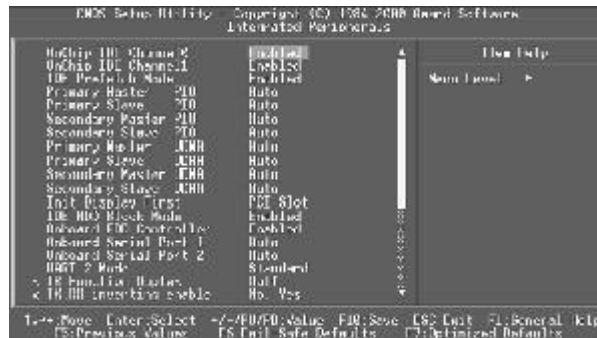 CMOS Setup Utility - Copyright (C) 1984-2000 Award Software
Integrated Peripherals
OnChip IDE Channel0 Enabled
OnChip IDE Channel1 Enabled
IDE Prefetch Mode Enabled
Primary Master PIO Auto
Primary Slave PIO Auto
Secondary Master PIO Auto
Secondary Slave PIO Auto
Primary Master UDMA Auto
Primary Slave UDMA Auto
Secondary Master UDMA Auto
Secondary Slave UDMA Auto
Init Display First PCI Slot
IDE HDD Block Mode Enabled
Onboard FDC Controller Enabled
Onboard Serial Port 1 Auto
Onboard Serial Port 2 Auto
UART 2 Mode Standard
x IR Function Duplex Half
x inverting enable No, Yes
Item Help
Menu Level ►
:Move Enter:Select +/-/PU/PD:Value F10:Save ESC:Exit F1:General Help
F5:Previous Values F6:Fail-Safe Defaults F7:Optimized Defaults